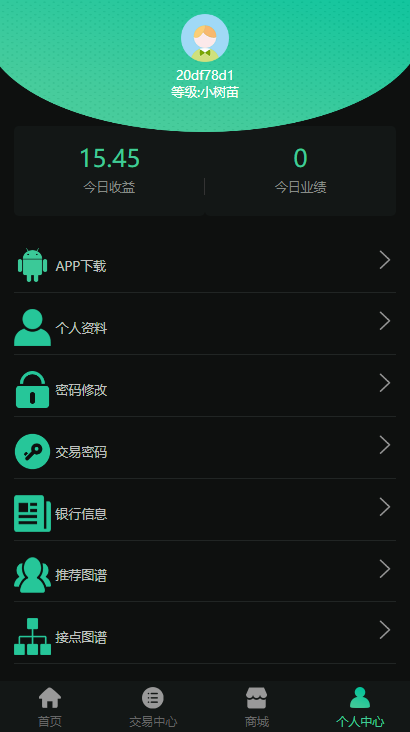 20df78d1
等级:小树苗
15.45
0
今日收益
今日业绩
APP下载
个人资料
密码修改
交易密码
银行信息
推荐图谱
接点图谱
首页
交易中心
商城
个人中心